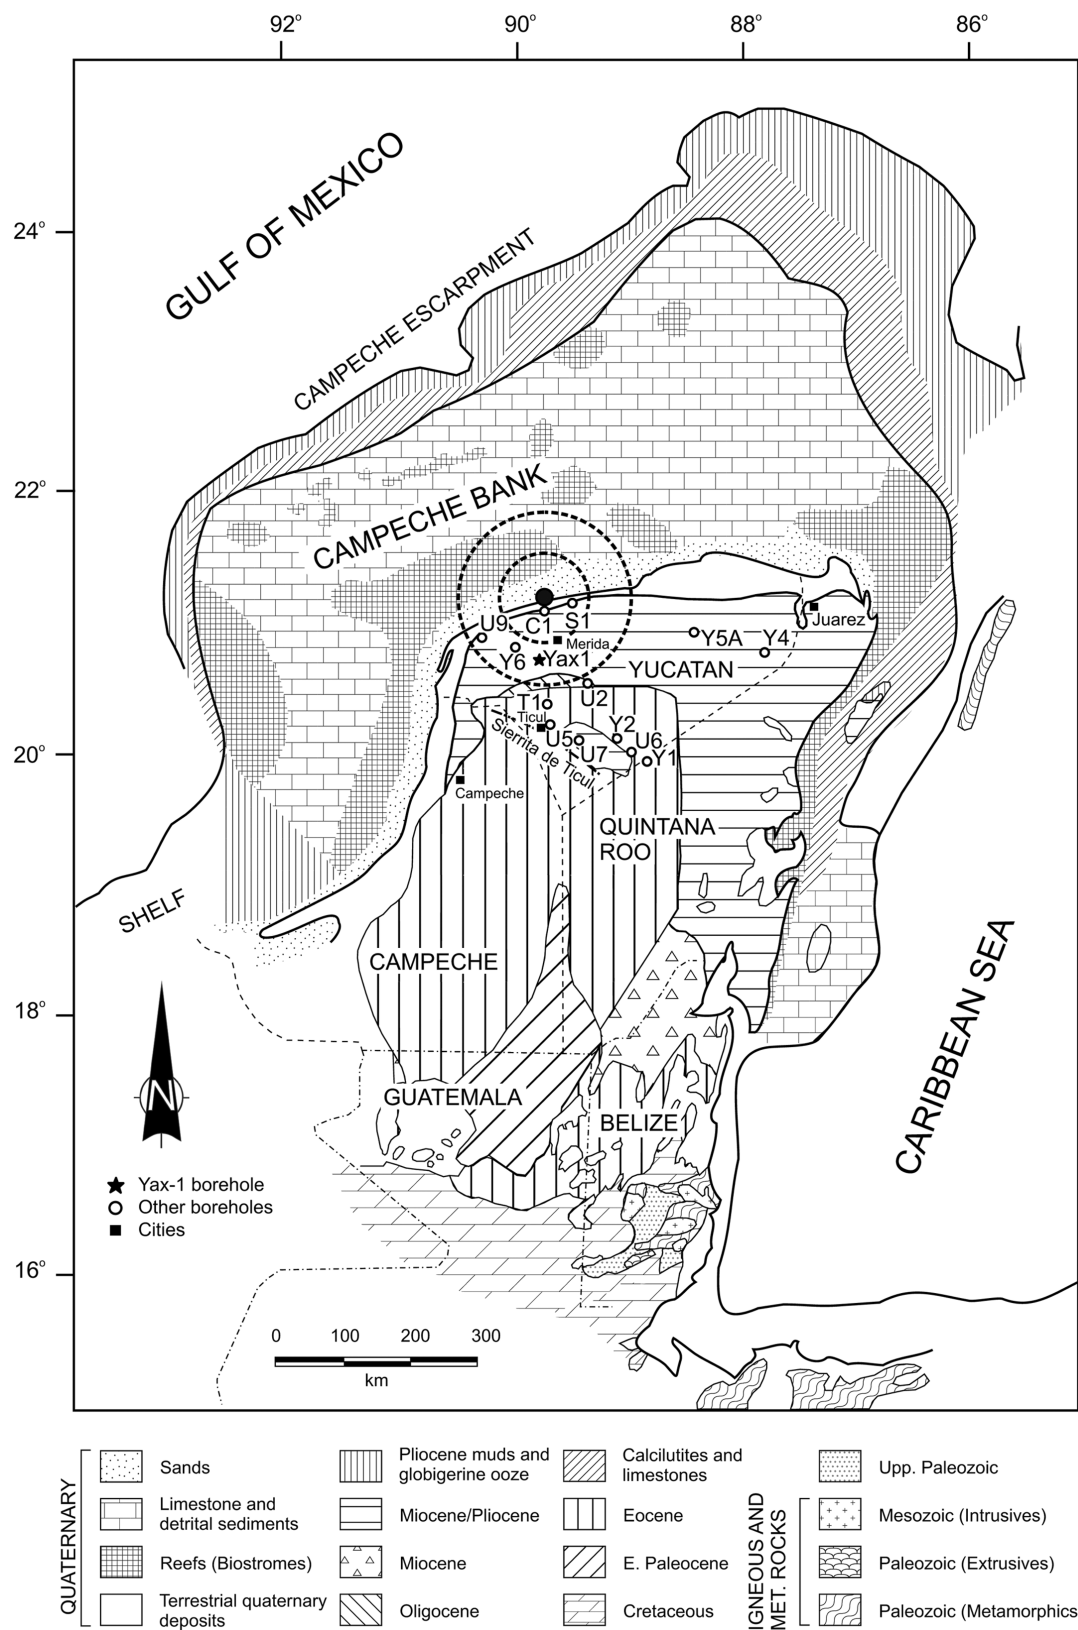 92° 90° 88° 86°
GULF OF MEXICO
24°
CAMPECHE ESCARPMENT
22°
CAMPECHE BANK
U9 C1 S1
Juarez
Merida
Y5A Y4
Y6 Yax1
YUCATAN
T1 U2
Ticul
Y2
U5 U7 U6
Y1
Sierrita de Ticul
20°
Campeche
QUINTANA
ROO
SHELF
CAMPECHE
CARIBBEAN SEA
18°
N
GUATEMALA
BELIZE
Yax-1 borehole
Other boreholes
Cities
16°
0 100 200 300
km
QUATERNARY
Sands
Limestone and
detrital sediments
Reefs (Biostromes)
Terrestrial quaternary
deposits
Pliocene muds and
globigerine ooze
Miocene/Pliocene
Miocene
Oligocene
Calcilutites and
limestones
Eocene
E. Paleocene
Cretaceous
IGNEOUS AND
MET. ROCKS
Upp. Paleozoic
Mesozoic (Intrusives)
Paleozoic (Extrusives)
Paleozoic (Metamorphics